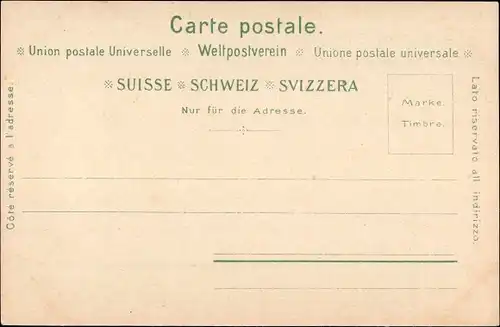 Carte postale.
※ Union postale Universelle ※ Weltpostverein ※ Unione postale universale ※
※ SUISSE ※ SCHWEIZ ※ SVIZZERA
Nur für die Adresse.
Marke.
Timbre.
Côte réservé a l'adresse.
Lato riservato all indirizzo.